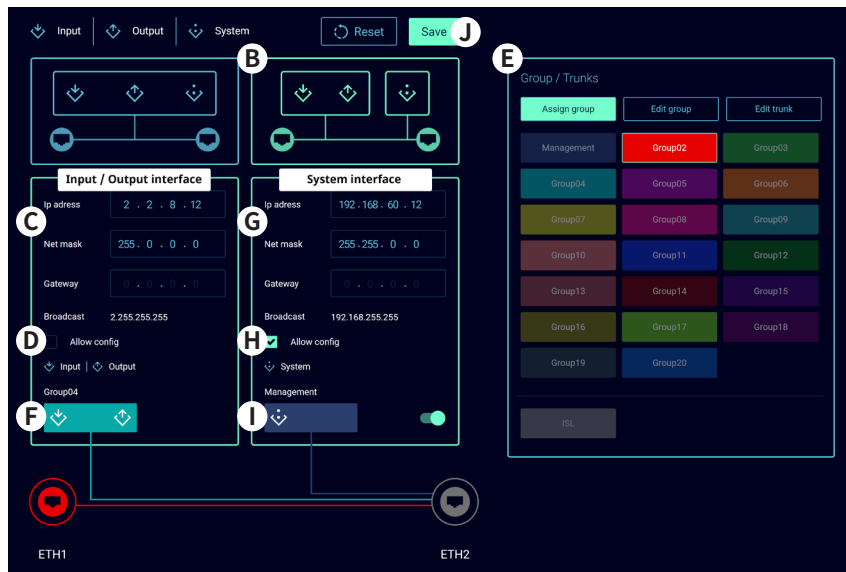 Input Output System Reset Save J
B
E
Group / Trunks
Assign group Edit group Edit trunk
Management Group02 Group03
Group04 Group05 Group06
Group07 Group08 Group09
Group10 Group11 Group12
Group13 Group14 Group15
Group16 Group17 Group18
Group19 Group20
ISL
Input / Output interface
C
Ip adress 2 . 2 . 8 . 12
Net mask 255 . 0 . 0 . 0
Gateway 0 . 0 . 0 . 0
Broadcast 2.255.255.255
D Allow config
Input Output
Group04
F
System interface
G
Ip adress 192 . 168 . 60 . 12
Net mask 255 . 255 . 0 . 0
Gateway 0 . 0 . 0 . 0
Broadcast 192.168.255.255
H Allow config
System
Management
I
ETH1 ETH2